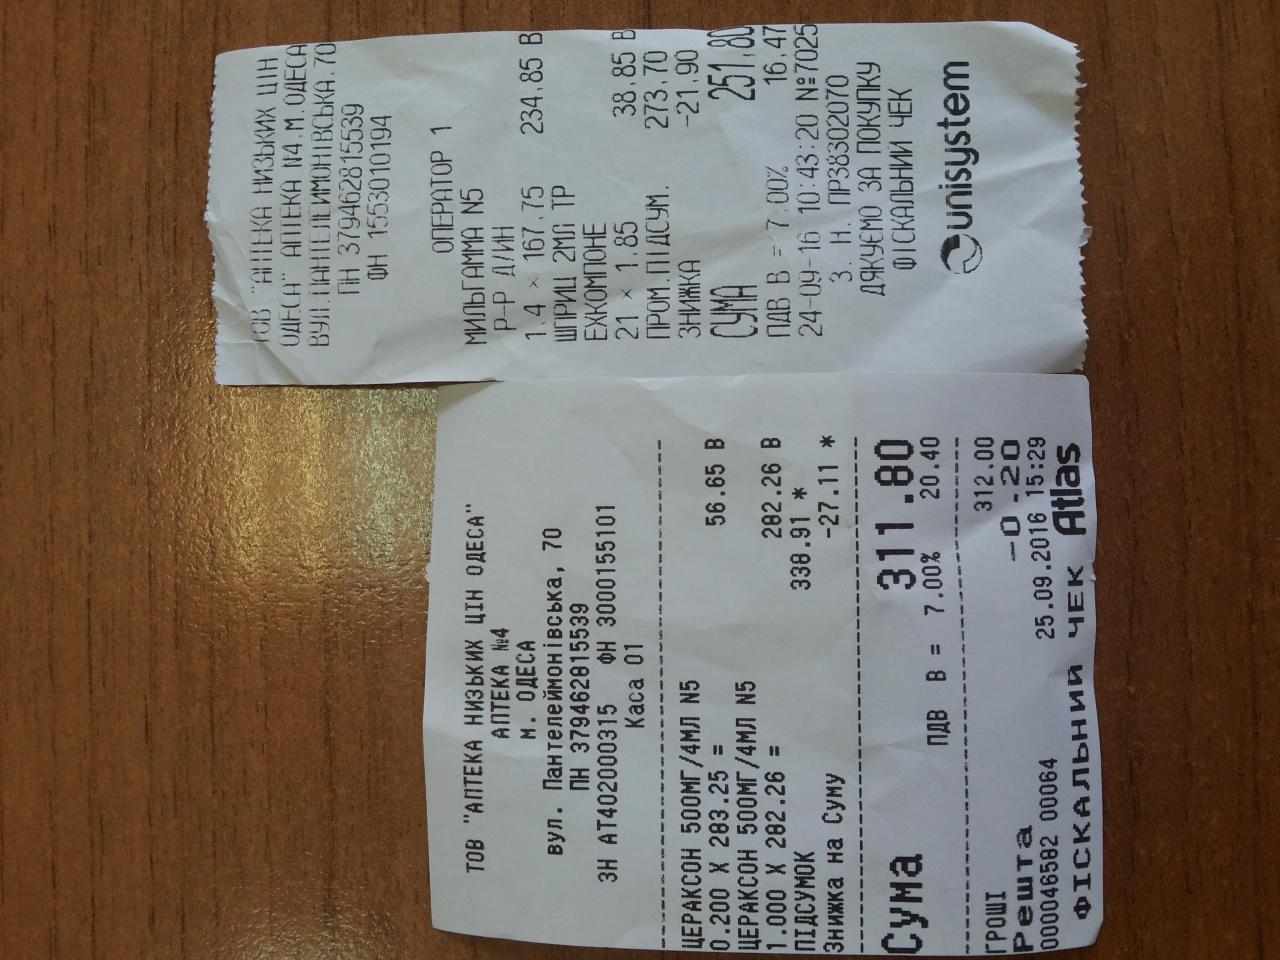 ТОВ "АПТЕКА НИЗЬКИХ ЦІН
ОДЕСА" АПТЕКА №4.М.ОДЕСА
ВУЛ.ПАНТЕЛЕИМОНІВСЬКА.70
ПН 379462815539
ФН 1553010194
ОПЕРАТОР 1
МИЛЬГАММА N5
Р-Р Д/ИН
1.4 × 167.75 234.85 В
ШПРИЦ 2МЛ ТР
ЕХКОМПОНЕ
21 × 1.85 38.85 В
ПРОМ.ПІДСУМ. 273.70
ЗНИЖКА -21.90
СУМА 251,80
ПДВ В = 7.00% 16.47
24-09-16 10:43:20 №7025
З. Н. ПР38302070
ДЯКУЄМО ЗА ПОКУПКУ
ФІСКАЛЬНИЙ ЧЕК
unisystem
ТОВ "АПТЕКА НИЗЬКИХ ЦІН ОДЕСА"
АПТЕКА №4
М. ОДЕСА
вул. Пантелеймонівська, 70
ПН 379462815539
ЗН АТ402000315 ФН 3000155101
Каса 01
ЦЕРАКСОН 500МГ/4МЛ N5
0.200 X 283.25 = 56.65 В
ЦЕРАКСОН 500МГ/4МЛ N5
1.000 X 282.26 = 282.26 В
ПІДСУМОК 338.91 *
Знижка на Суму -27.11 *
Сума 311.80
ПДВ В = 7.00% 20.40
ГРОШІ 312.00
Решта -0.20
000046582 00064 25.09.2016 15:29
ФІСКАЛЬНИЙ ЧЕК Atlas